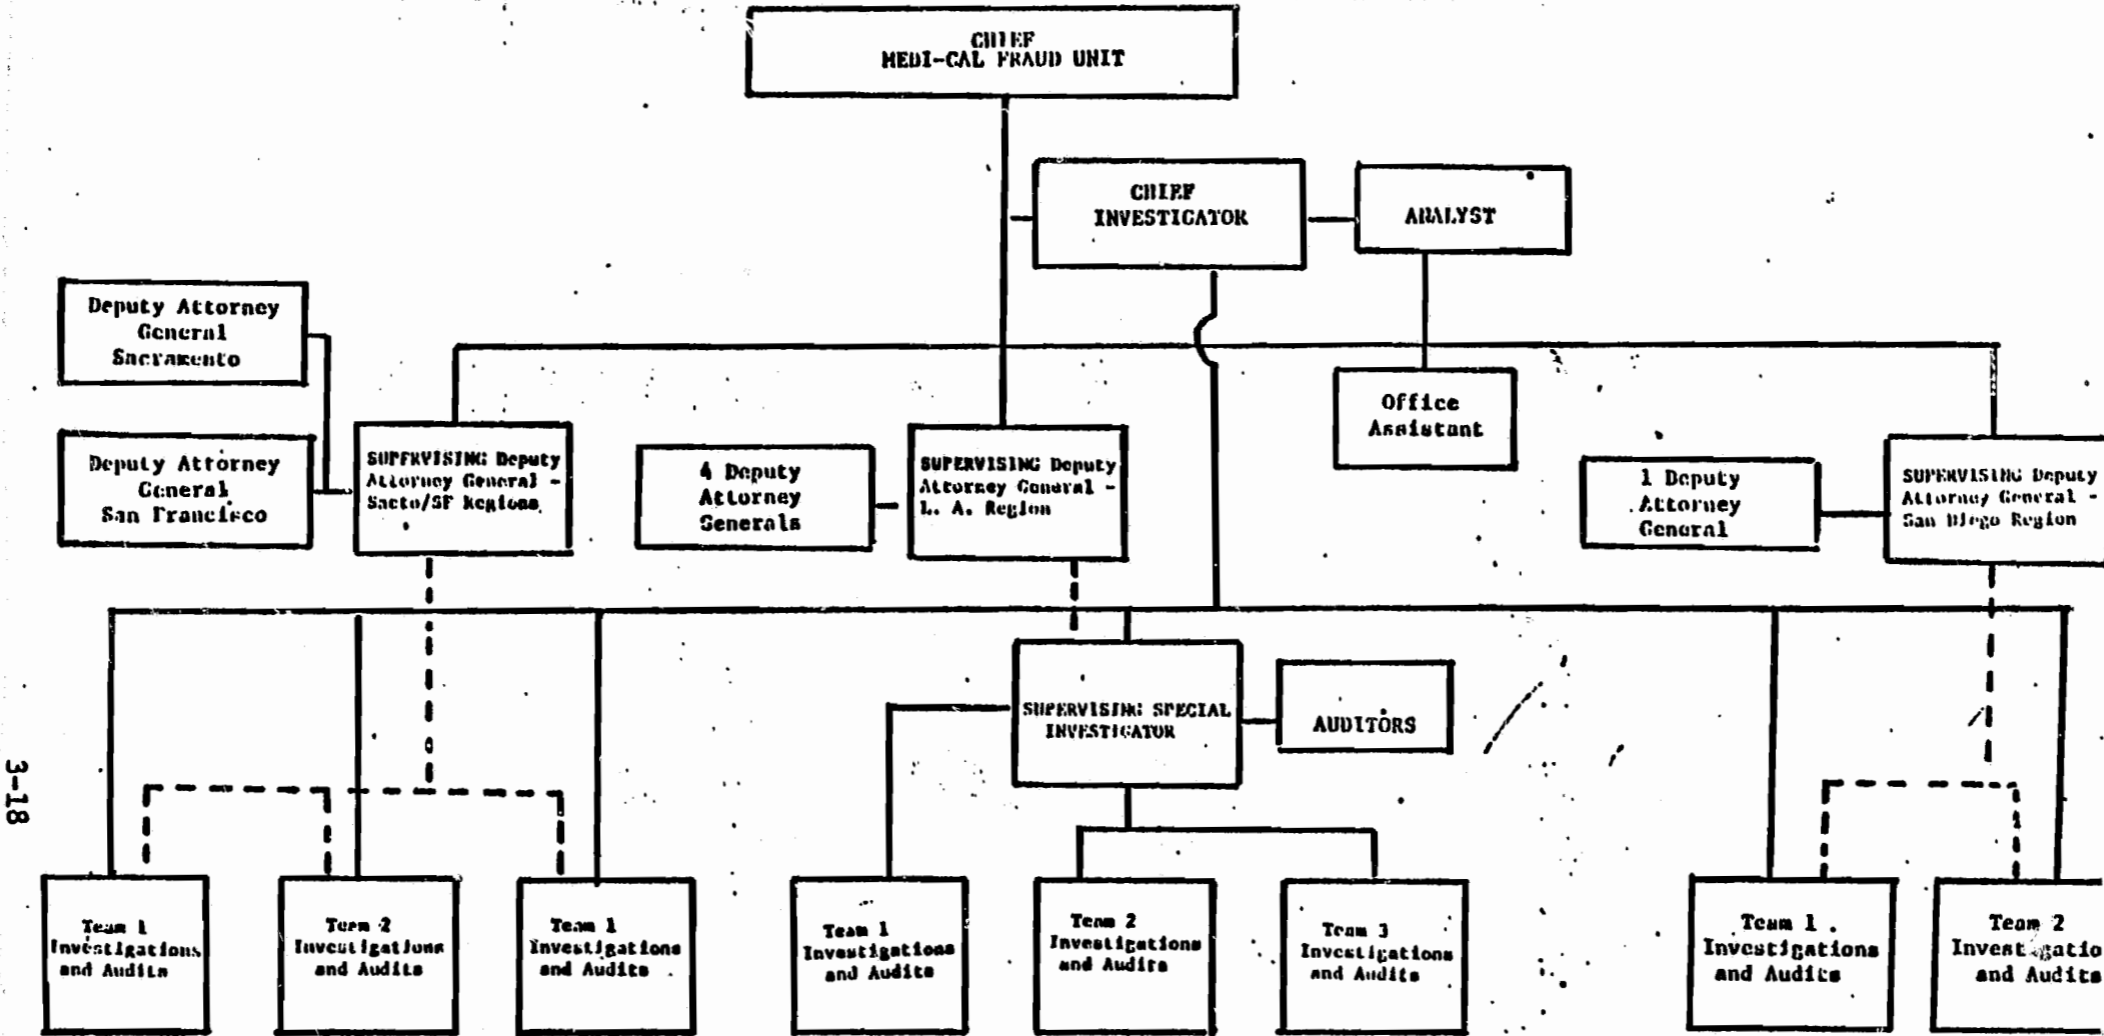 CHIEF
MEDI-CAL FRAUD UNIT
CHIEF
INVESTIGATOR
ANALYST
Deputy Attorney
General
Sacramento
Office
Assistant
Deputy Attorney
General
San Francisco
SUPERVISING Deputy
Attorney General -
Sacto/SF Regions
4 Deputy
Attorney
Generals
SUPERVISING Deputy
Attorney General -
L. A. Region
1 Deputy
Attorney
General
SUPERVISING Deputy
Attorney General -
San Diego Region
SUPERVISING SPECIAL
INVESTIGATOR
AUDITORS
3-18
Team 1
Investigations
and Audits
Team 2
Investigations
and Audits
Team 1
Investigations
and Audits
Team 1
Investigations
and Audits
Team 2
Investigations
and Audits
Team 3
Investigations
and Audits
Team 1
Investigations
and Audits
Team 2
Investigatio
and Audits